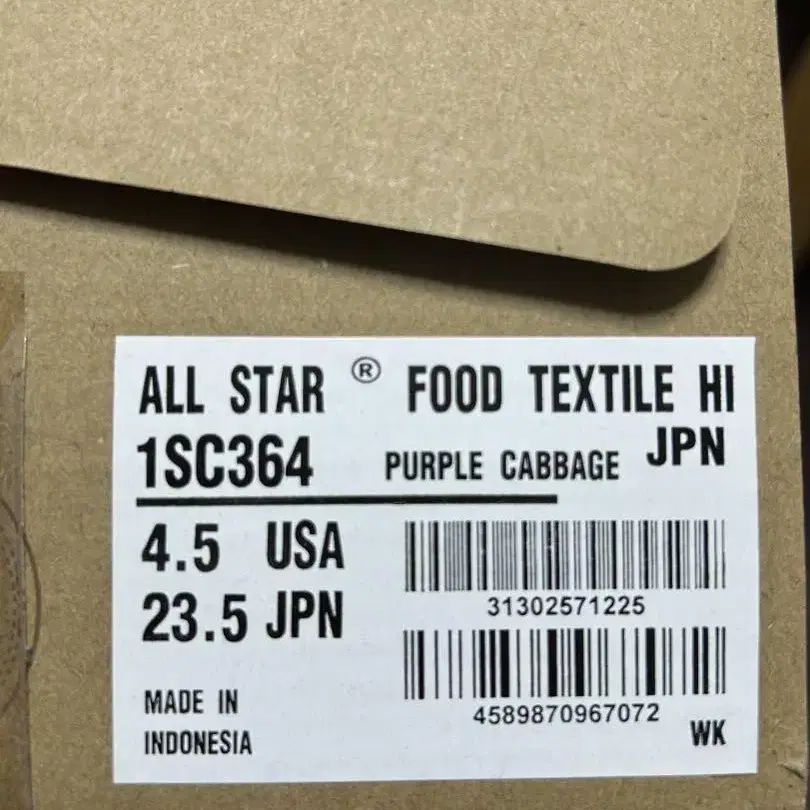 ALL STAR ® FOOD TEXTILE HI
1SC364 PURPLE CABBAGE JPN
4.5 USA
31302571225
23.5 JPN
4589870967072
MADE IN
INDONESIA
WK